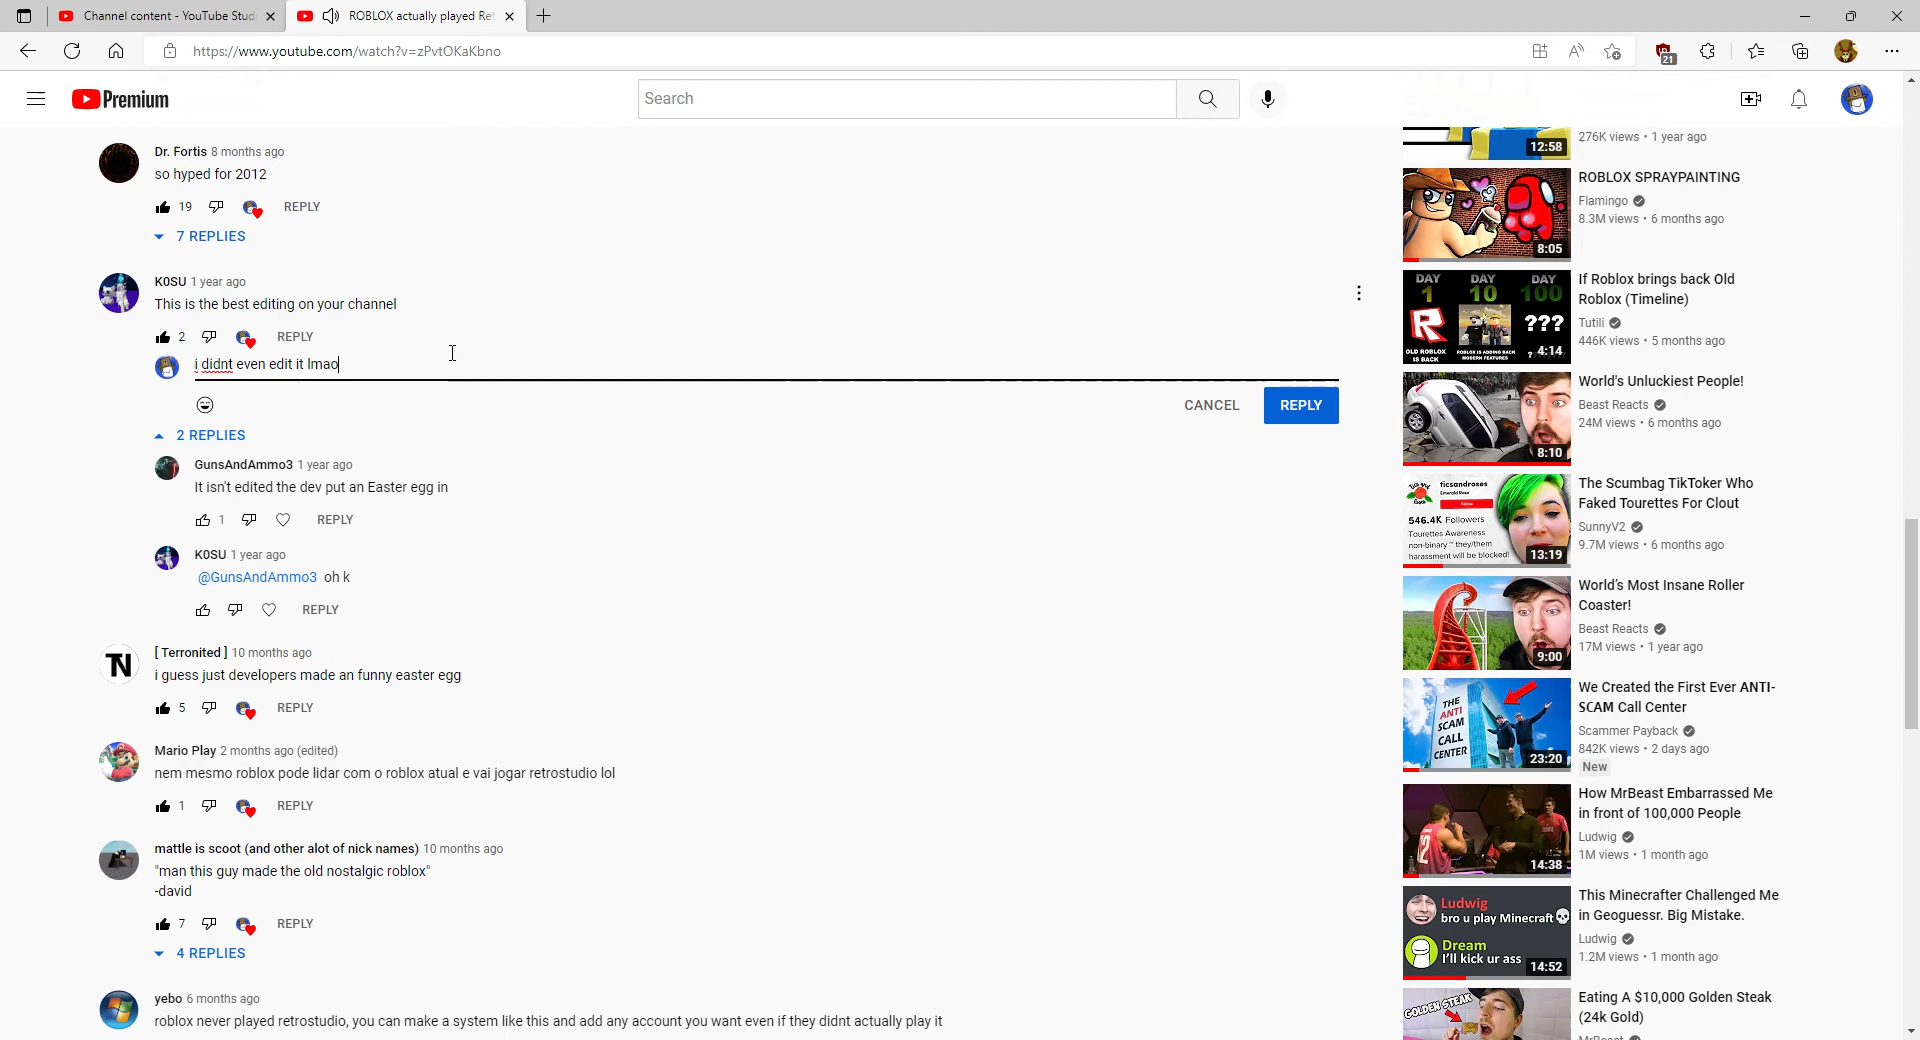 Channel content - YouTube Stud
ROBLOX actually played Ret
https://www.youtube.com/watch?v=zPvtOKaKbno
21
Premium
Search
Dr. Fortis 8 months ago
so hyped for 2012
19 REPLY
7 REPLIES
K0SU 1 year ago
This is the best editing on your channel
2 REPLY
i didnt even edit it lmao
CANCEL REPLY
2 REPLIES
GunsAndAmmo3 1 year ago
It isn't edited the dev put an Easter egg in
1 REPLY
K0SU 1 year ago
@GunsAndAmmo3 oh k
REPLY
TN
[ Terronited ] 10 months ago
i guess just developers made an funny easter egg
5 REPLY
Mario Play 2 months ago (edited)
nem mesmo roblox pode lidar com o roblox atual e vai jogar retrostudio lol
1 REPLY
mattle is scoot (and other alot of nick names) 10 months ago
"man this guy made the old nostalgic roblox"
-david
7 REPLY
4 REPLIES
yebo 6 months ago
roblox never played retrostudio, you can make a system like this and add any account you want even if they didnt actually play it
12:58
276K views • 1 year ago
8:05
ROBLOX SPRAYPAINTING
Flamingo
8.3M views • 6 months ago
DAY 1 DAY 10 DAY 100
???
OLD ROBLOX IS BACK
ROBLOX IS ADDING BACK MODERN FEATURES
4:14
If Roblox brings back Old
Roblox (Timeline)
Tutili
446K views • 5 months ago
8:10
World's Unluckiest People!
Beast Reacts
24M views • 6 months ago
ticsandroses
Emerald Rose
Follow
546.4K Followers
Tourettes Awareness
non-binary ~ they/them
harassment will be blocked!
13:19
The Scumbag TikToker Who
Faked Tourettes For Clout
SunnyV2
9.7M views • 6 months ago
9:00
World's Most Insane Roller
Coaster!
Beast Reacts
17M views • 1 year ago
THE
ANTI
SCAM
CALL
CENTER
23:20
We Created the First Ever ANTI-
SCAM Call Center
Scammer Payback
842K views • 2 days ago
New
14:38
How MrBeast Embarrassed Me
in front of 100,000 People
Ludwig
1M views • 1 month ago
Ludwig
bro u play Minecraft
Dream
I'll kick ur ass
14:52
This Minecrafter Challenged Me
in Geoguessr. Big Mistake.
Ludwig
1.2M views • 1 month ago
GOLDEN STEAK
Eating A $10,000 Golden Steak
(24k Gold)
MrBeast